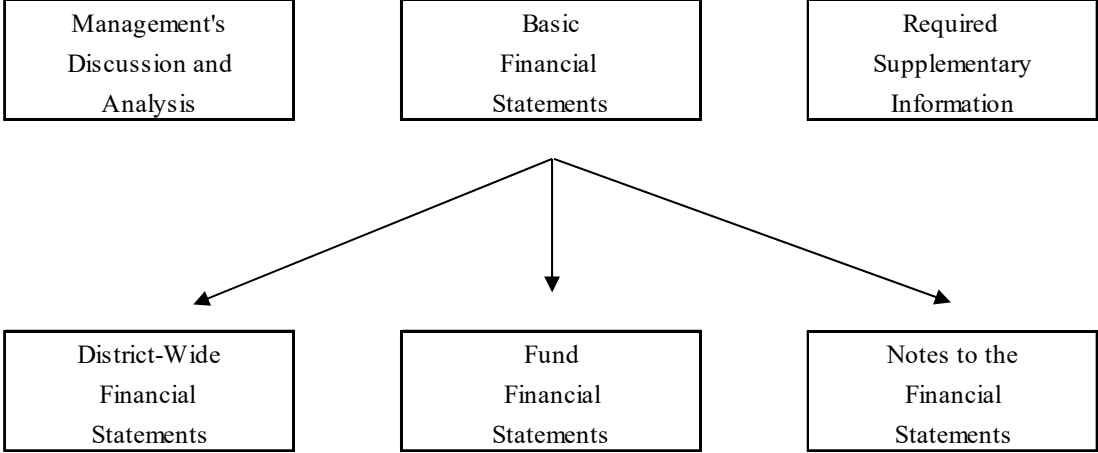 Management's
Discussion and
Analysis
Basic
Financial
Statements
Required
Supplementary
Information
District-Wide
Financial
Statements
Fund
Financial
Statements
Notes to the
Financial
Statements